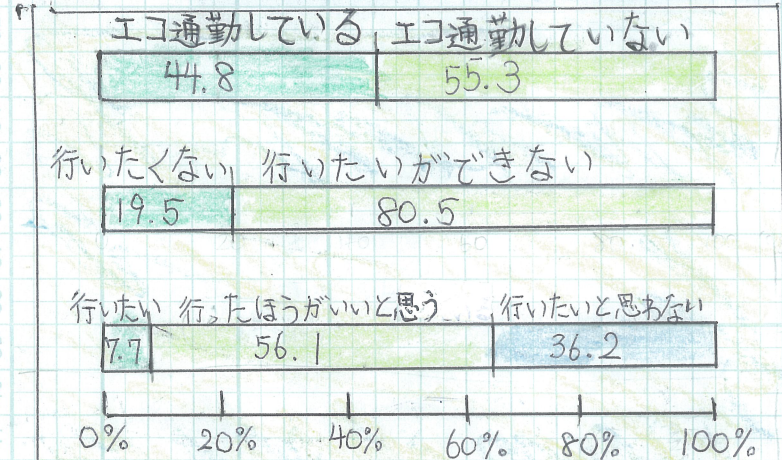 エコ通勤している エコ通勤していない
44.8 55.3
行いたくない 行いたいができない
19.5 80.5
行いたい 行ったほうがいいと思う 行いたいと思わない
7.7 56.1 36.2
0% 20% 40% 60% 80% 100%